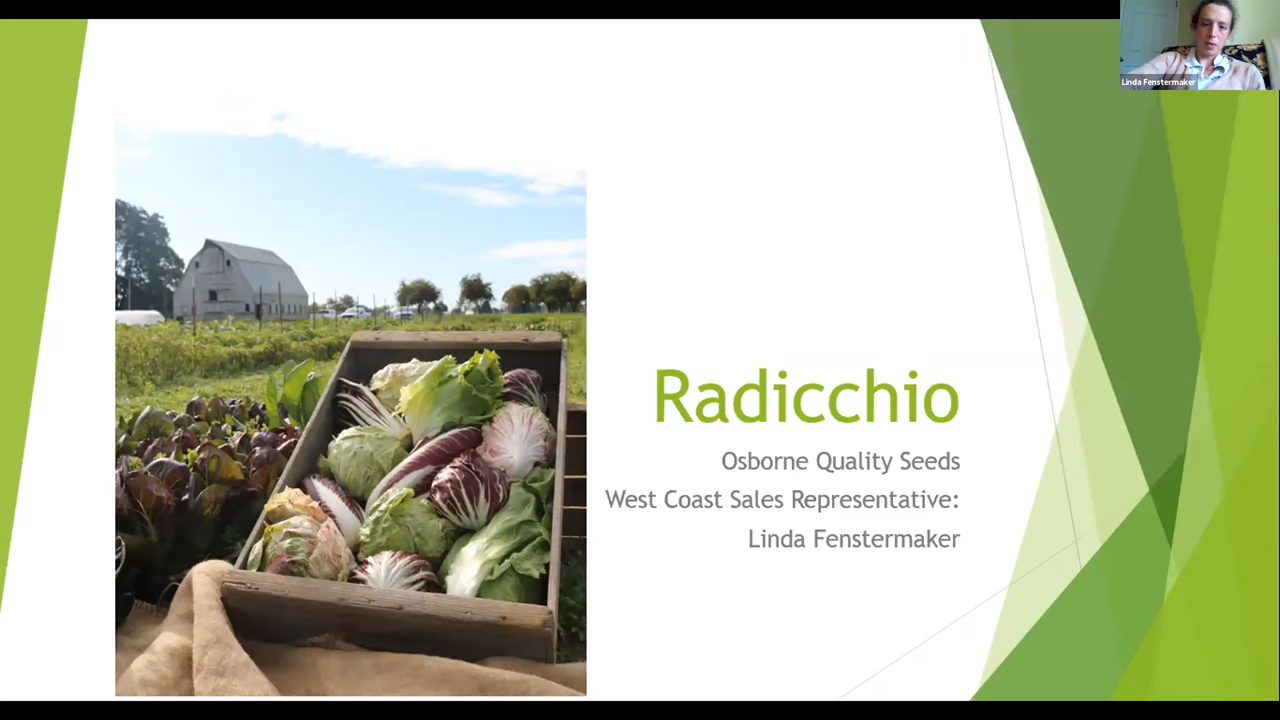 Linda Fenstermaker
Radicchio
Osborne Quality Seeds
West Coast Sales Representative:
Linda Fenstermaker